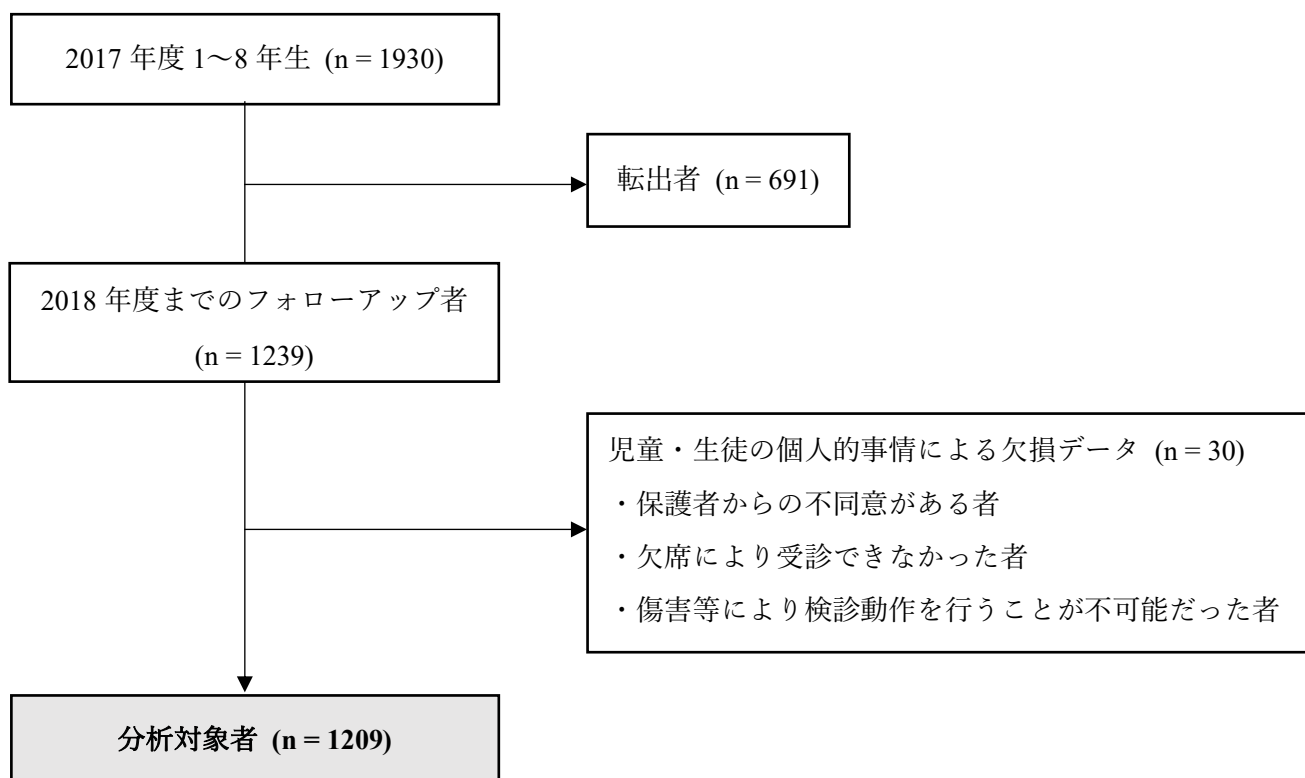 2017 年度 1～8 年生 (n = 1930)
転出者 (n = 691)
2018 年度までのフォローアップ者
(n = 1239)
児童・生徒の個人的事情による欠損データ (n = 30)
・保護者からの不同意がある者
・欠席により受診できなかった者
・傷害等により検診動作を行うことが不可能だった者
分析対象者 (n = 1209)